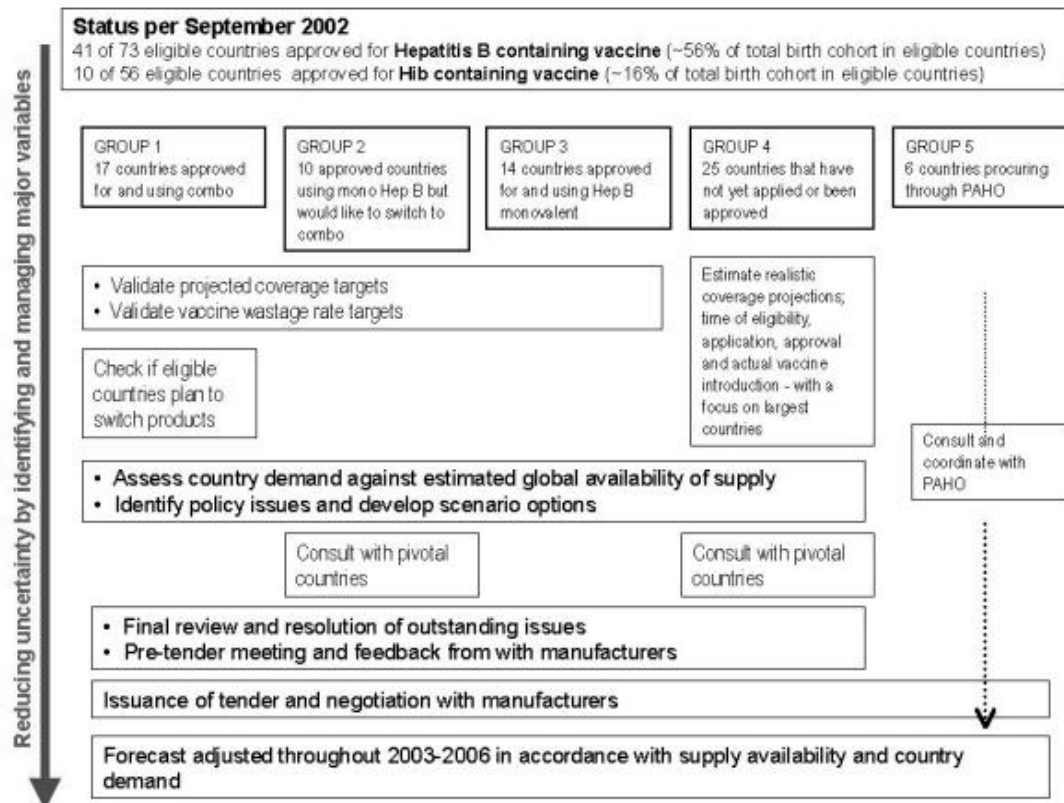 Status per September 2002
41 of 73 eligible countries approved for Hepatitis B containing vaccine (~56% of total birth cohort in eligible countries)
10 of 56 eligible countries approved for Hib containing vaccine (~16% of total birth cohort in eligible countries)
Reducing uncertainty by identifying and managing major variables
GROUP 1
17 countries approved
for and using combo
GROUP 2
10 approved countries
using mono Hep B but
would like to switch to
combo
GROUP 3
14 countries approved
for and using Hep B
monovalent
GROUP 4
25 countries that have
not yet applied or been
approved
GROUP 5
6 countries procuring
through PAHO
• Validate projected coverage targets
• Validate vaccine wastage rate targets
Estimate realistic
coverage projections;
time of eligibility,
application, approval
and actual vaccine
introduction - with a
focus on largest
countries
Check if eligible
countries plan to
switch products
Consult and
coordinate with
PAHO
• Assess country demand against estimated global availability of supply
• Identify policy issues and develop scenario options
Consult with pivotal
countries
Consult with pivotal
countries
• Final review and resolution of outstanding issues
• Pre-tender meeting and feedback from with manufacturers
Issuance of tender and negotiation with manufacturers
Forecast adjusted throughout 2003-2006 in accordance with supply availability and country
demand